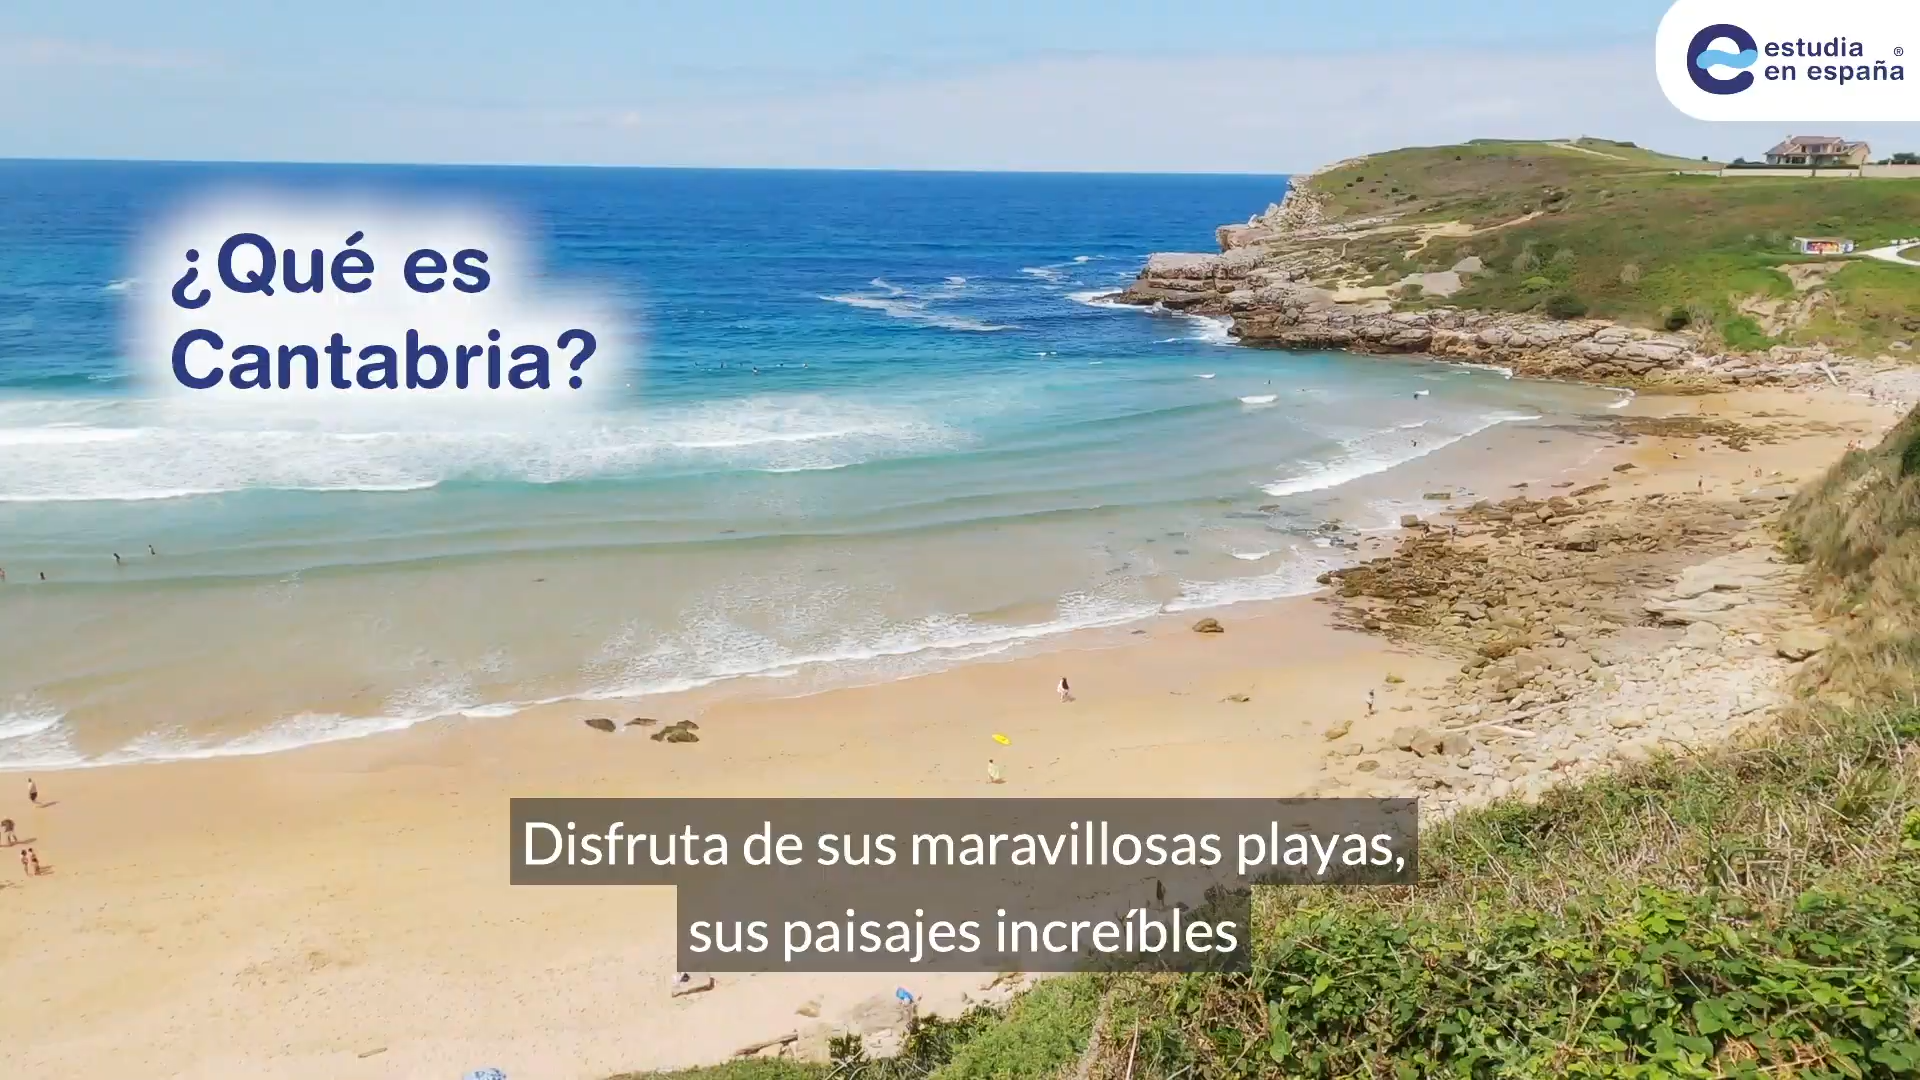 estudia
en españa ®
¿Qué es
Cantabria?
Disfruta de sus maravillosas playas,
sus paisajes increíbles